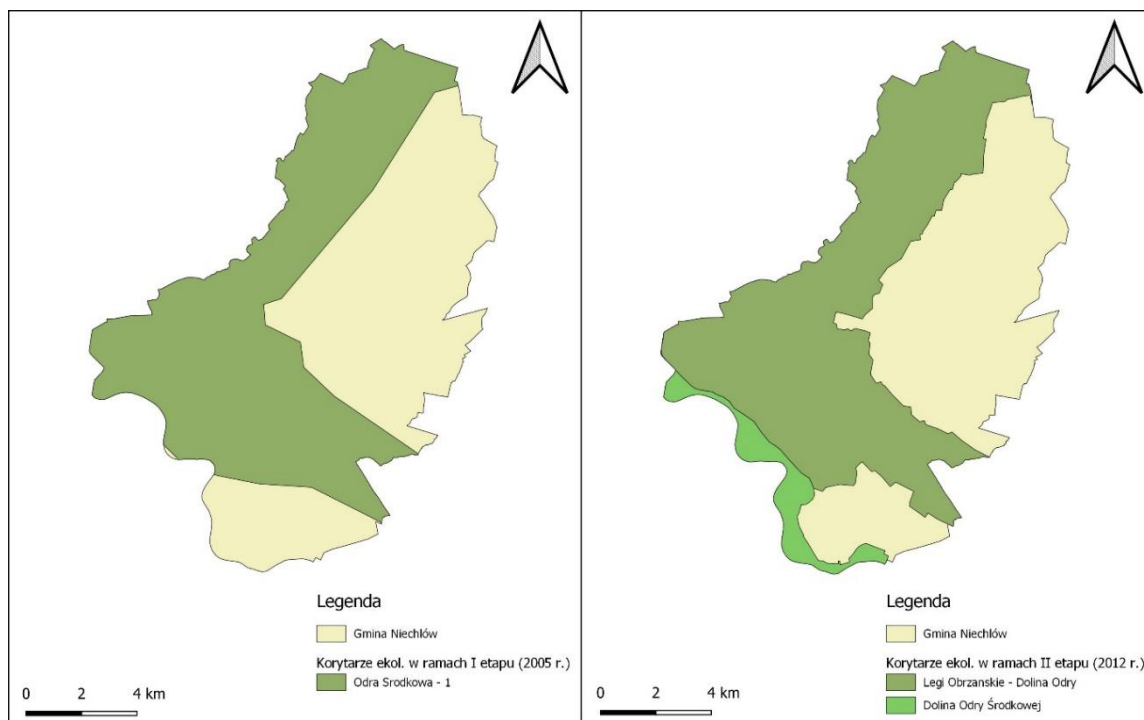 Legenda
Gmina Niechlów
Korytarze ekol. w ramach I etapu (2005 r.)
Odra Srodkowa - 1
0 2 4 km
Legenda
Gmina Niechlów
Korytarze ekol. w ramach II etapu (2012 r.)
Legi Obrzanskie - Dolina Odry
Dolina Odry Środkowej
0 2 4 km